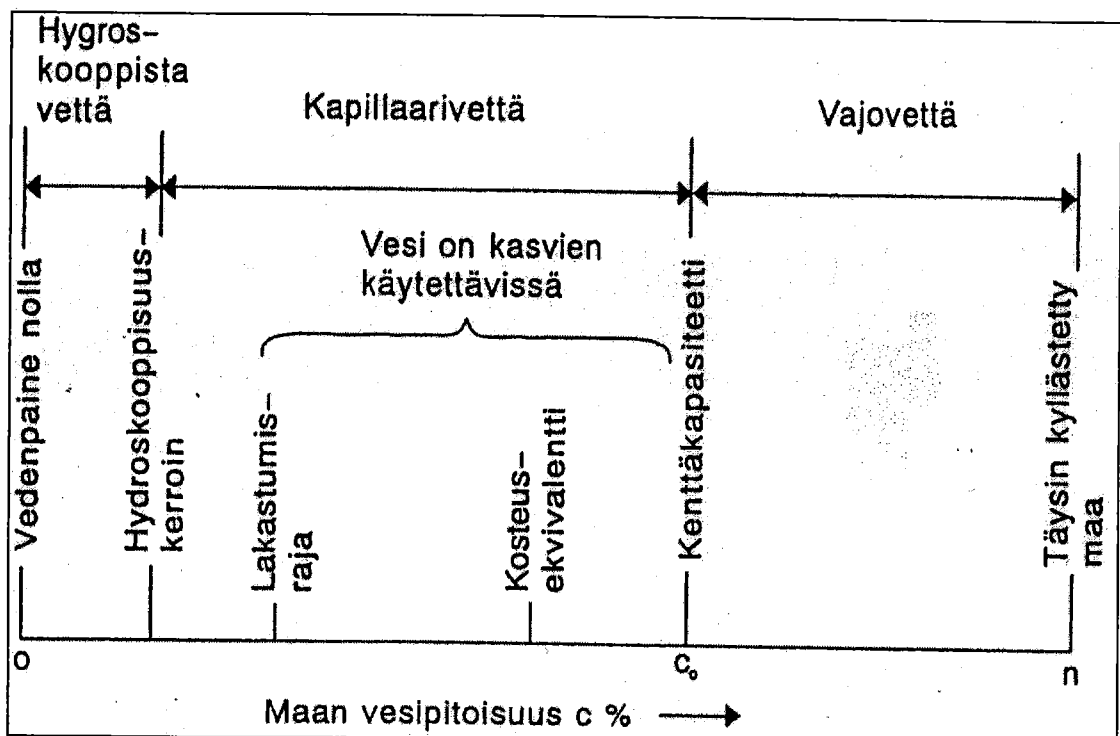 Hygros-
kooppista
vettä
Kapillaarivettä
Vajovettä
Vesi on kasvien
käytettävissä
Vedenpaine nolla
Hydroskooppisuus-
kerroin
Lakastumis-
raja
Kosteus-
ekvivalentti
Kenttäkapasiteetti
Täysin kyllästetty
maa
o
c₀
n
Maan vesipitoisuus c %